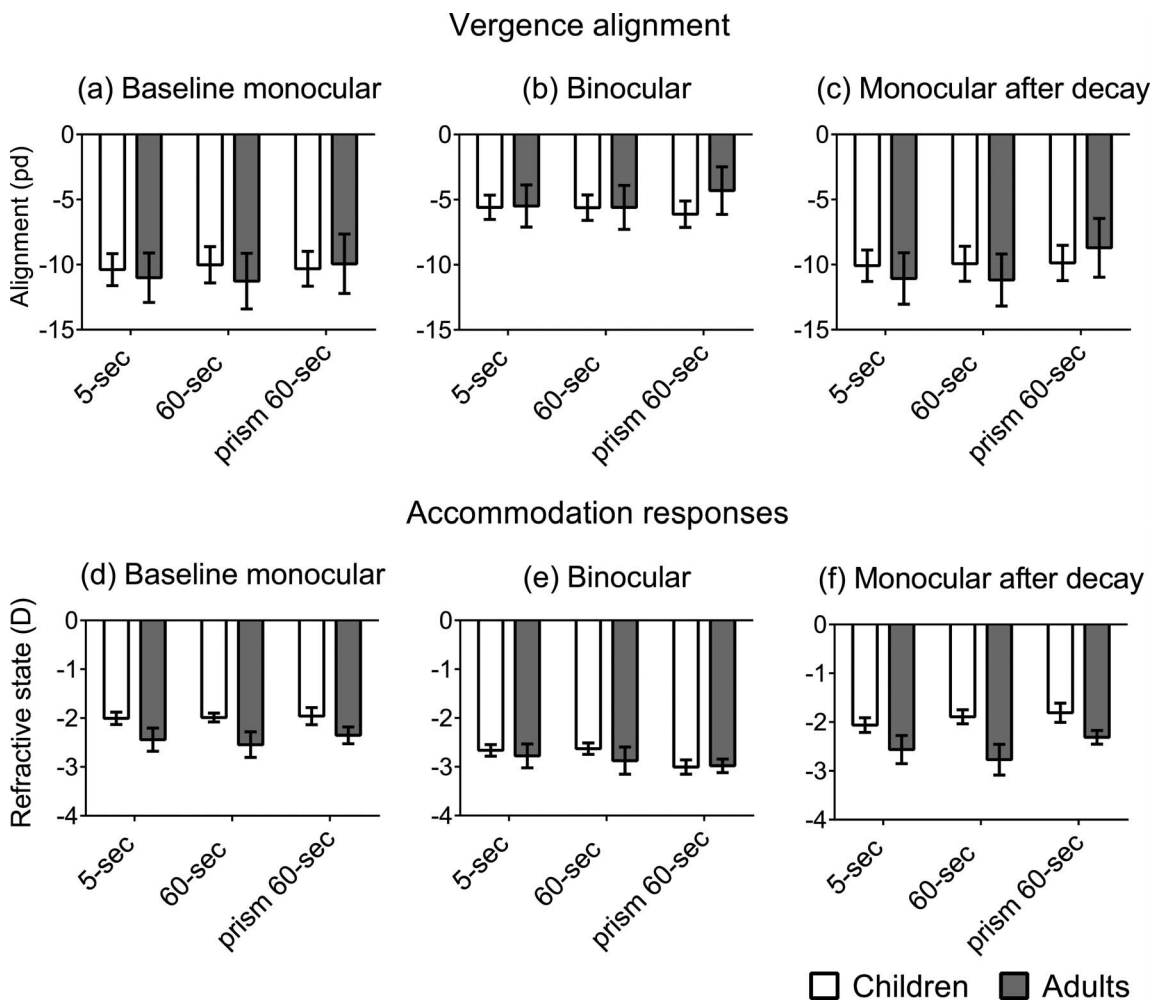 Vergence alignment
(a) Baseline monocular
(b) Binocular
(c) Monocular after decay
Alignment (pd)
0
-5
-10
-15
5-sec
60-sec
prism 60-sec
0
-5
-10
-15
5-sec
60-sec
prism 60-sec
0
-5
-10
-15
5-sec
60-sec
prism 60-sec
Accommodation responses
(d) Baseline monocular
(e) Binocular
(f) Monocular after decay
Refractive state (D)
0
-1
-2
-3
-4
5-sec
60-sec
prism 60-sec
0
-1
-2
-3
-4
5-sec
60-sec
prism 60-sec
0
-1
-2
-3
-4
5-sec
60-sec
prism 60-sec
Children
Adults